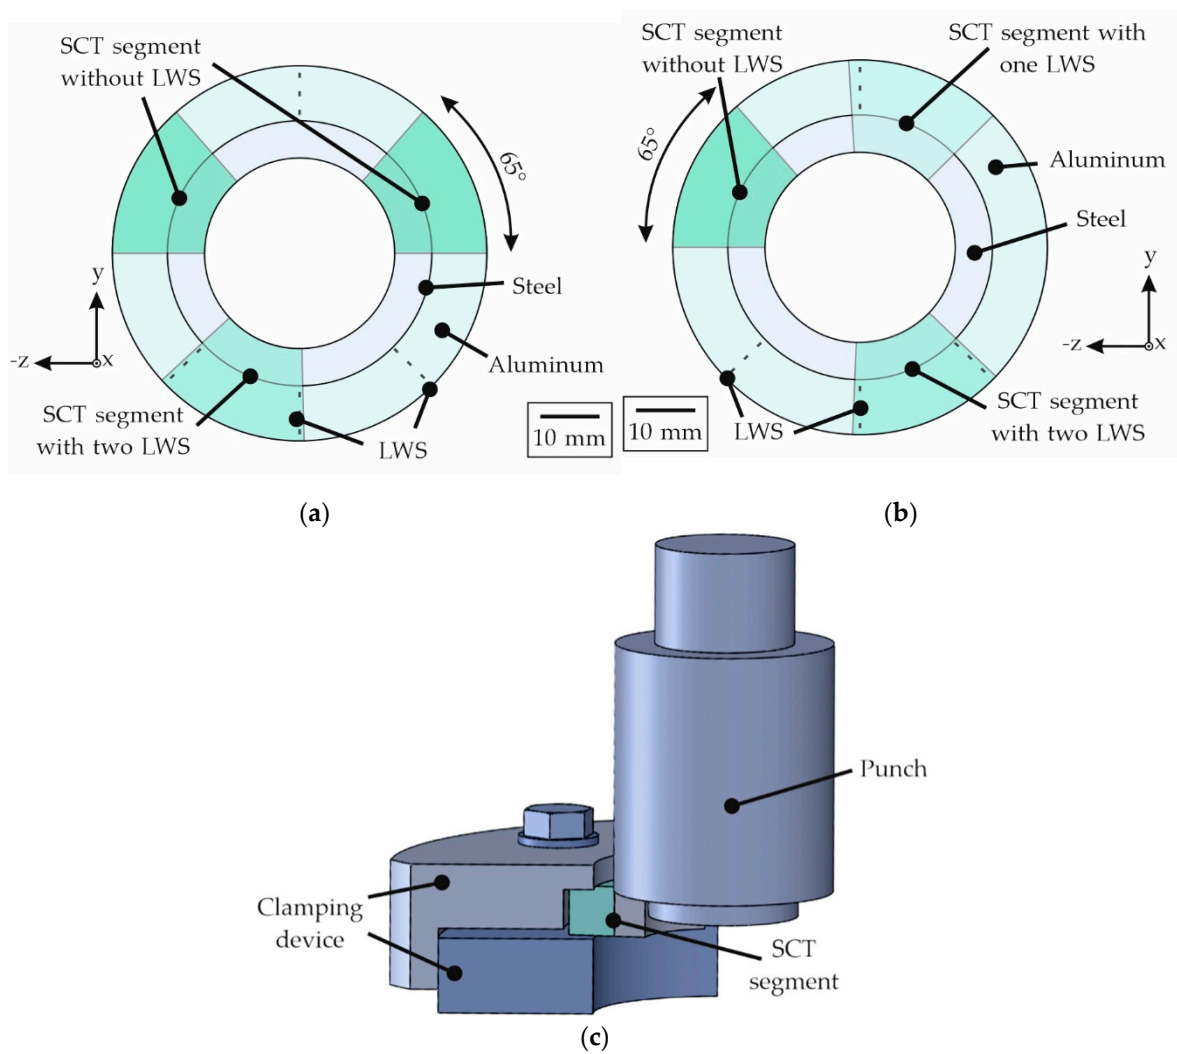 SCT segment
without LWS
65°
Steel
Aluminum
y
-z
x
SCT segment
with two LWS
LWS
10 mm
(a)
SCT segment
without LWS
SCT segment with
one LWS
65°
Aluminum
Steel
y
-z
x
10 mm
LWS
SCT segment
with two LWS
(b)
Punch
Clamping
device
SCT
segment
(c)